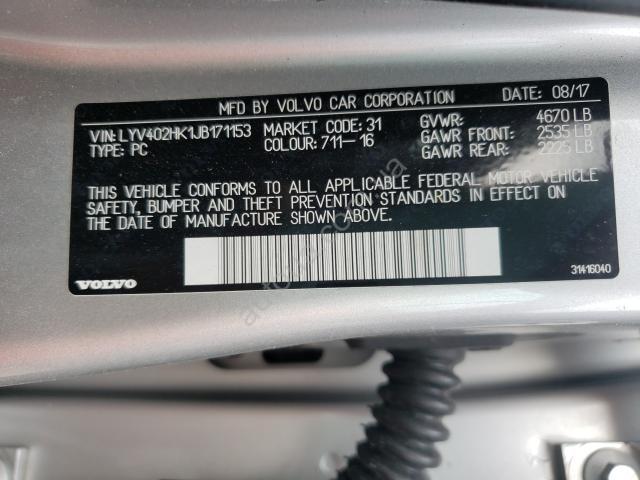 MFD BY VOLVO CAR CORPORATION DATE: 08/17
VIN: LYV402HK1JB171153 MARKET CODE: 31 GVWR: 4670 LB
TYPE: PC COLOUR: 711-16 GAWR FRONT: 2535 LB
GAWR REAR: 2225 LB
THIS VEHICLE CONFORMS TO ALL APPLICABLE FEDERAL MOTOR VEHICLE
SAFETY, BUMPER AND THEFT PREVENTION STANDARDS IN EFFECT ON
THE DATE OF MANUFACTURE SHOWN ABOVE.
VOLVO 31416040